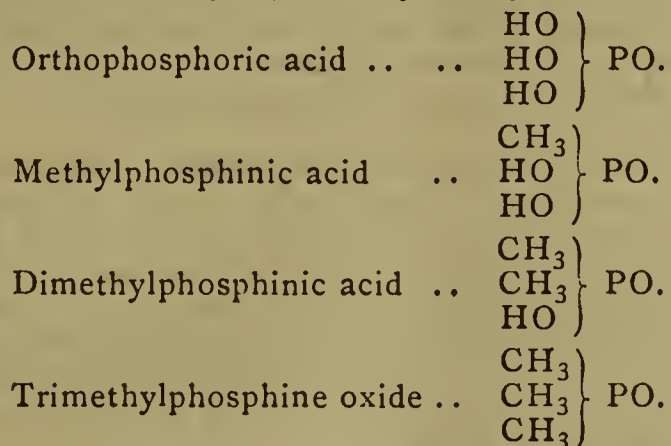 HO
Orthophosphoric acid .. .. HO } PO.
HO
CH₃
Methylphosphinic acid .. HO } PO.
HO
CH₃
Dimethylphosphinic acid .. CH₃ } PO.
HO
CH₃
Trimethylphosphine oxide .. CH₃ } PO.
CH₃